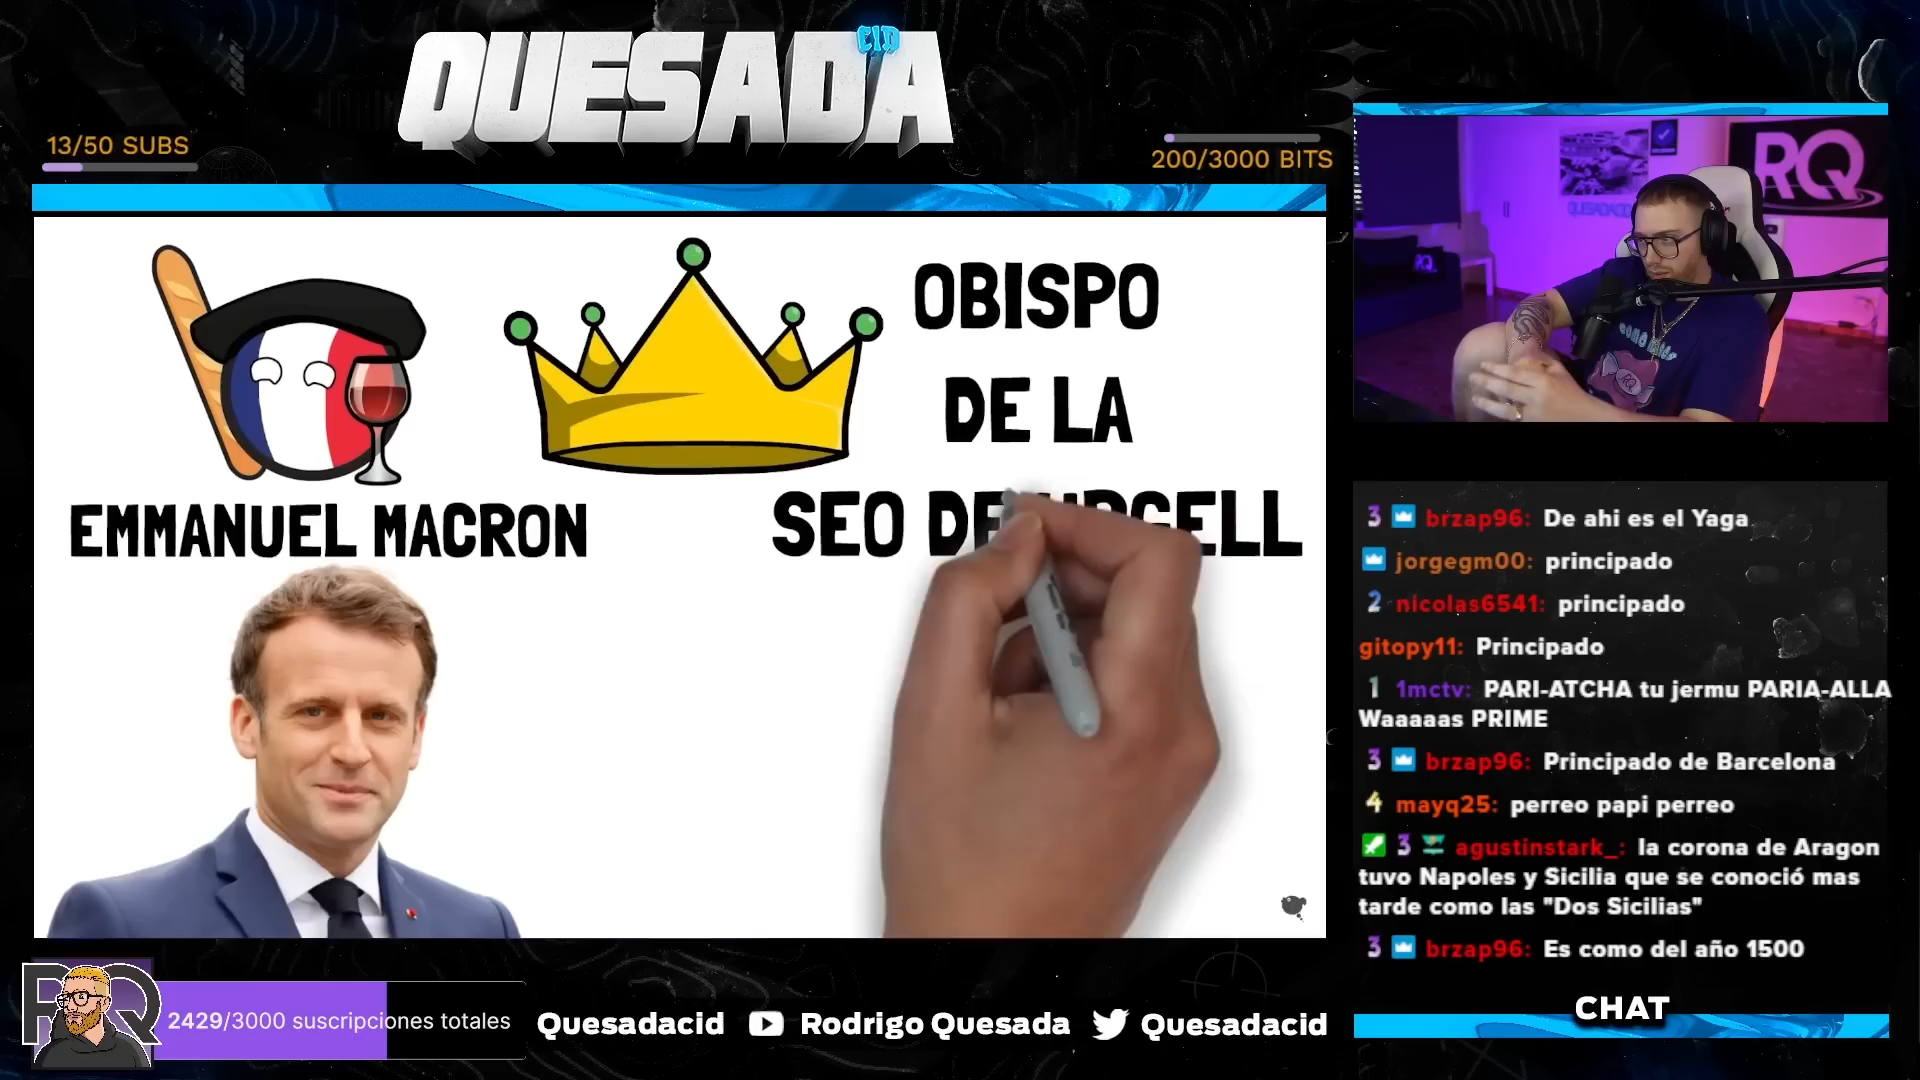 QUESADA
CID
13/50 SUBS
200/3000 BITS
RQ
OBISPO
DE LA
EMMANUEL MACRON
SEO DE URGELL
3 brzap96: De ahi es el Yaga
jorgegm00: principado
2 nicolas6541: principado
gitopy11: Principado
1 1mctv: PARI-ATCHA tu jermu PARIA-ALLA
Waaaaas PRIME
3 brzap96: Principado de Barcelona
4 mayq25: perreo papi perreo
3 agustinstark_: la corona de Aragon
tuvo Napoles y Sicilia que se conoció mas
tarde como las "Dos Sicilias"
3 brzap96: Es como del año 1500
CHAT
RQ
2429/3000 suscripciones totales
Quesadacid
Rodrigo Quesada
Quesadacid